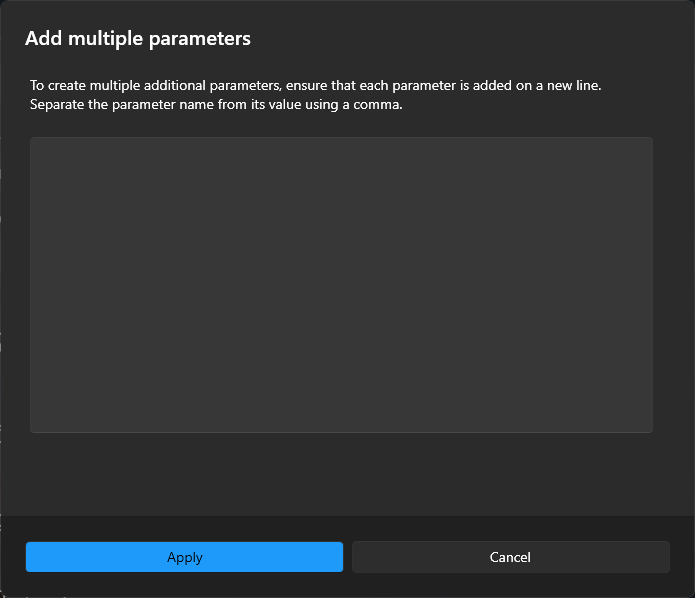 Add multiple parameters
To create multiple additional parameters, ensure that each parameter is added on a new line.
Separate the parameter name from its value using a comma.
Apply
Cancel